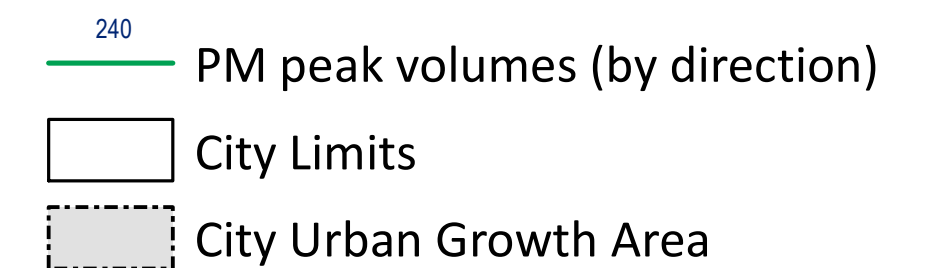 240
PM peak volumes (by direction)
City Limits
City Urban Growth Area